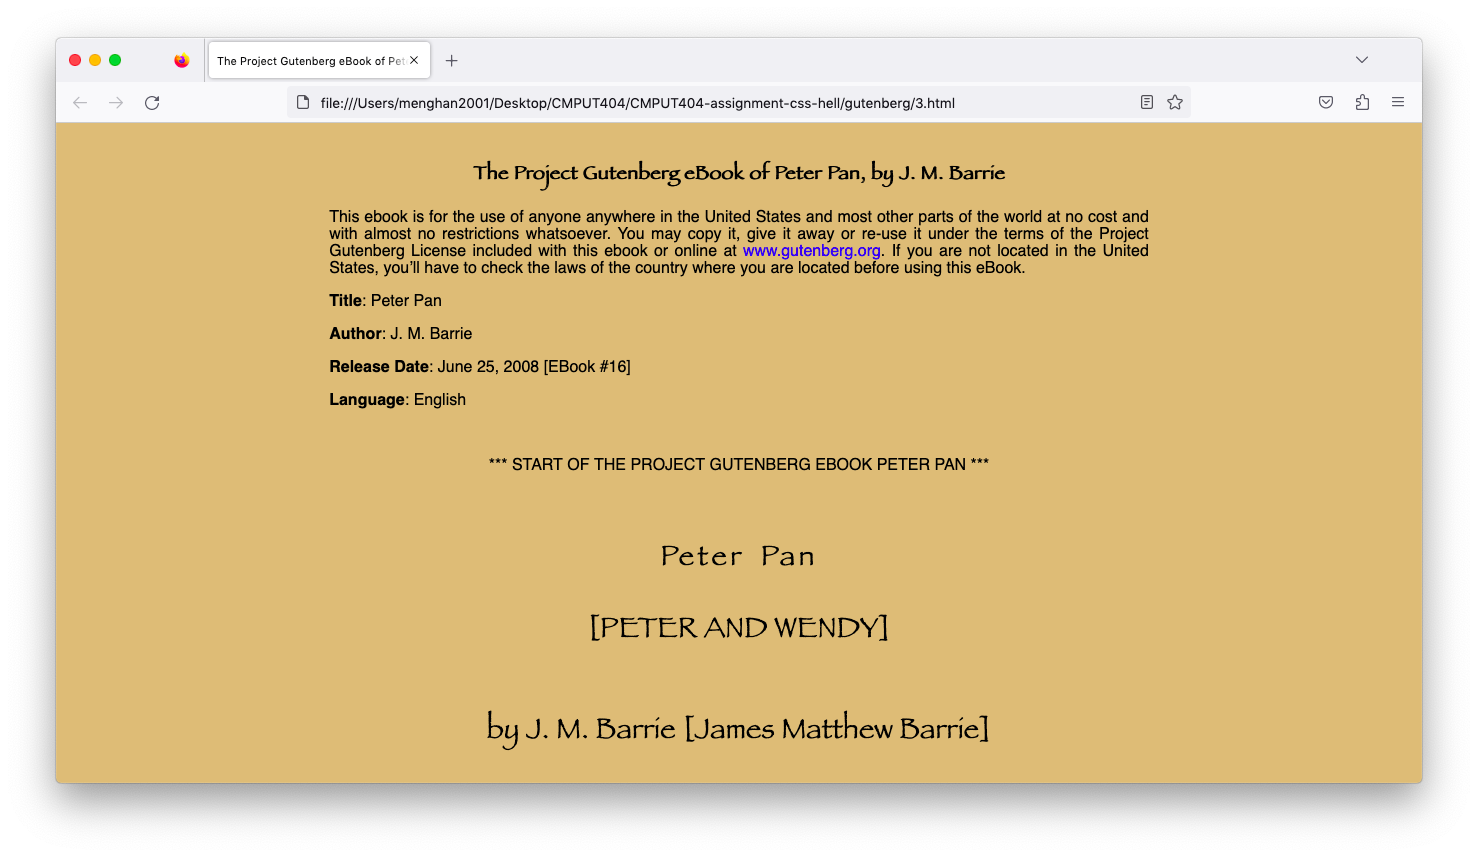 The Project Gutenberg eBook of Pet
file:///Users/menghan2001/Desktop/CMPUT404/CMPUT404-assignment-css-hell/gutenberg/3.html
The Project Gutenberg eBook of Peter Pan, by J. M. Barrie
This ebook is for the use of anyone anywhere in the United States and most other parts of the world at no cost and
with almost no restrictions whatsoever. You may copy it, give it away or re-use it under the terms of the Project
Gutenberg License included with this ebook or online at www.gutenberg.org. If you are not located in the United
States, you’ll have to check the laws of the country where you are located before using this eBook.
Title: Peter Pan
Author: J. M. Barrie
Release Date: June 25, 2008 [EBook #16]
Language: English
*** START OF THE PROJECT GUTENBERG EBOOK PETER PAN ***
Peter Pan
[PETER AND WENDY]
by J. M. Barrie [James Matthew Barrie]